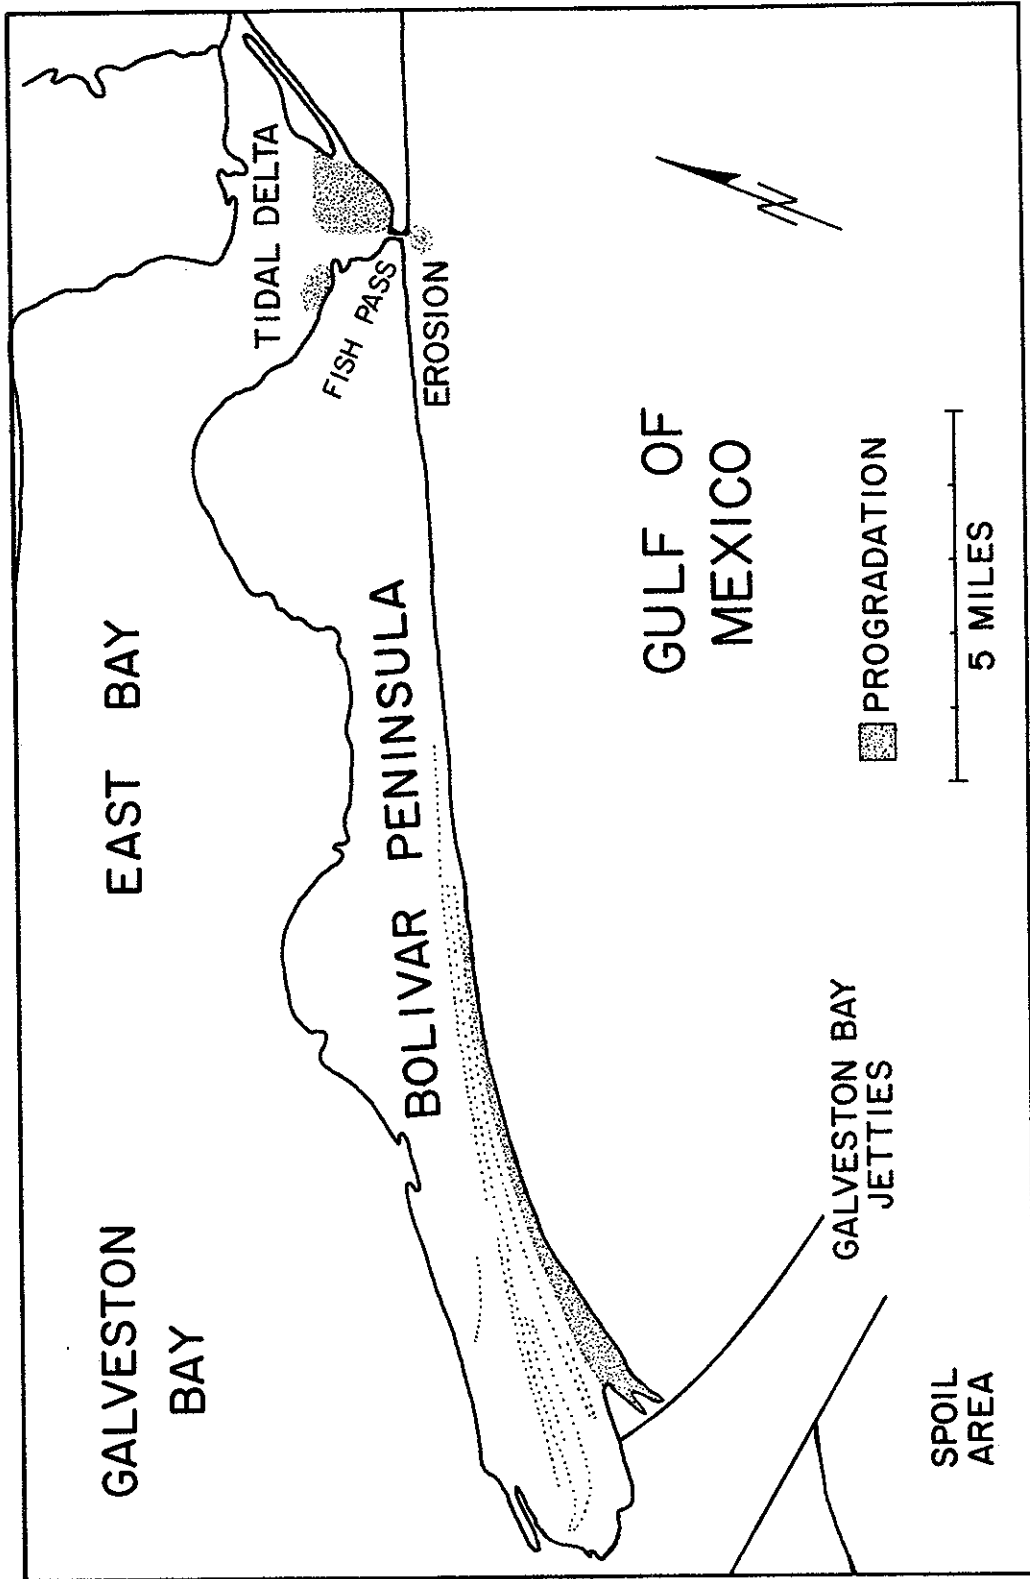 GALVESTON
BAY
EAST BAY
TIDAL DELTA
FISH PASS
EROSION
BOLIVAR PENINSULA
GULF OF
MEXICO
GALVESTON BAY
JETTIES
SPOIL
AREA
PROGRADATION
5 MILES